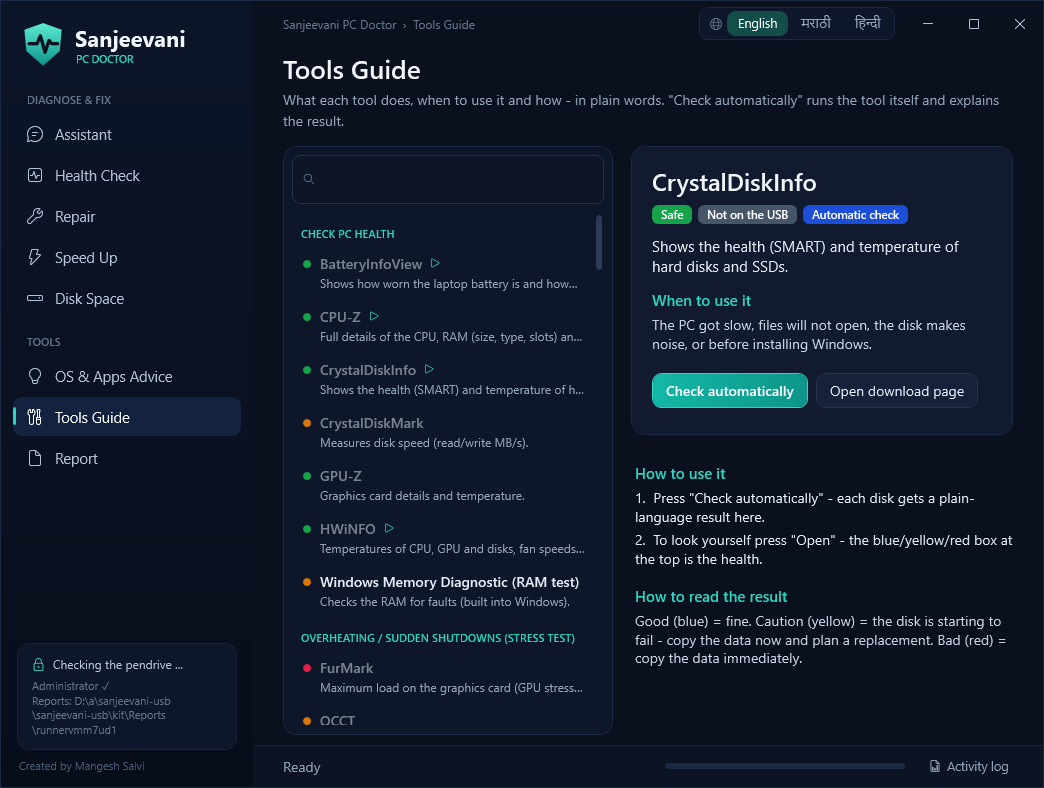 Sanjeevani
PC DOCTOR
DIAGNOSE & FIX
Assistant
Health Check
Repair
Speed Up
Disk Space
TOOLS
OS & Apps Advice
Tools Guide
Report
Checking the pendrive ...
Administrator ✓
Reports: D:\a\sanjeevani-usb
\sanjeevani-usb\kit\Reports
\runnervmm7ud1
Created by Mangesh Salvi
Sanjeevani PC Doctor › Tools Guide
English मराठी हिन्दी
Tools Guide
What each tool does, when to use it and how - in plain words. "Check automatically" runs the tool itself and explains
the result.
CHECK PC HEALTH
BatteryInfoView
Shows how worn the laptop battery is and how...
CPU-Z
Full details of the CPU, RAM (size, type, slots) an...
CrystalDiskInfo
Shows the health (SMART) and temperature of h...
CrystalDiskMark
Measures disk speed (read/write MB/s).
GPU-Z
Graphics card details and temperature.
HWiNFO
Temperatures of CPU, GPU and disks, fan speeds...
Windows Memory Diagnostic (RAM test)
Checks the RAM for faults (built into Windows).
OVERHEATING / SUDDEN SHUTDOWNS (STRESS TEST)
FurMark
Maximum load on the graphics card (GPU stress...
OCCT
CrystalDiskInfo
Safe Not on the USB Automatic check
Shows the health (SMART) and temperature of
hard disks and SSDs.
When to use it
The PC got slow, files will not open, the disk makes
noise, or before installing Windows.
Check automatically Open download page
How to use it
1. Press "Check automatically" - each disk gets a plain-
language result here.
2. To look yourself press "Open" - the blue/yellow/red box at
the top is the health.
How to read the result
Good (blue) = fine. Caution (yellow) = the disk is starting to
fail - copy the data now and plan a replacement. Bad (red) =
copy the data immediately.
Ready
Activity log